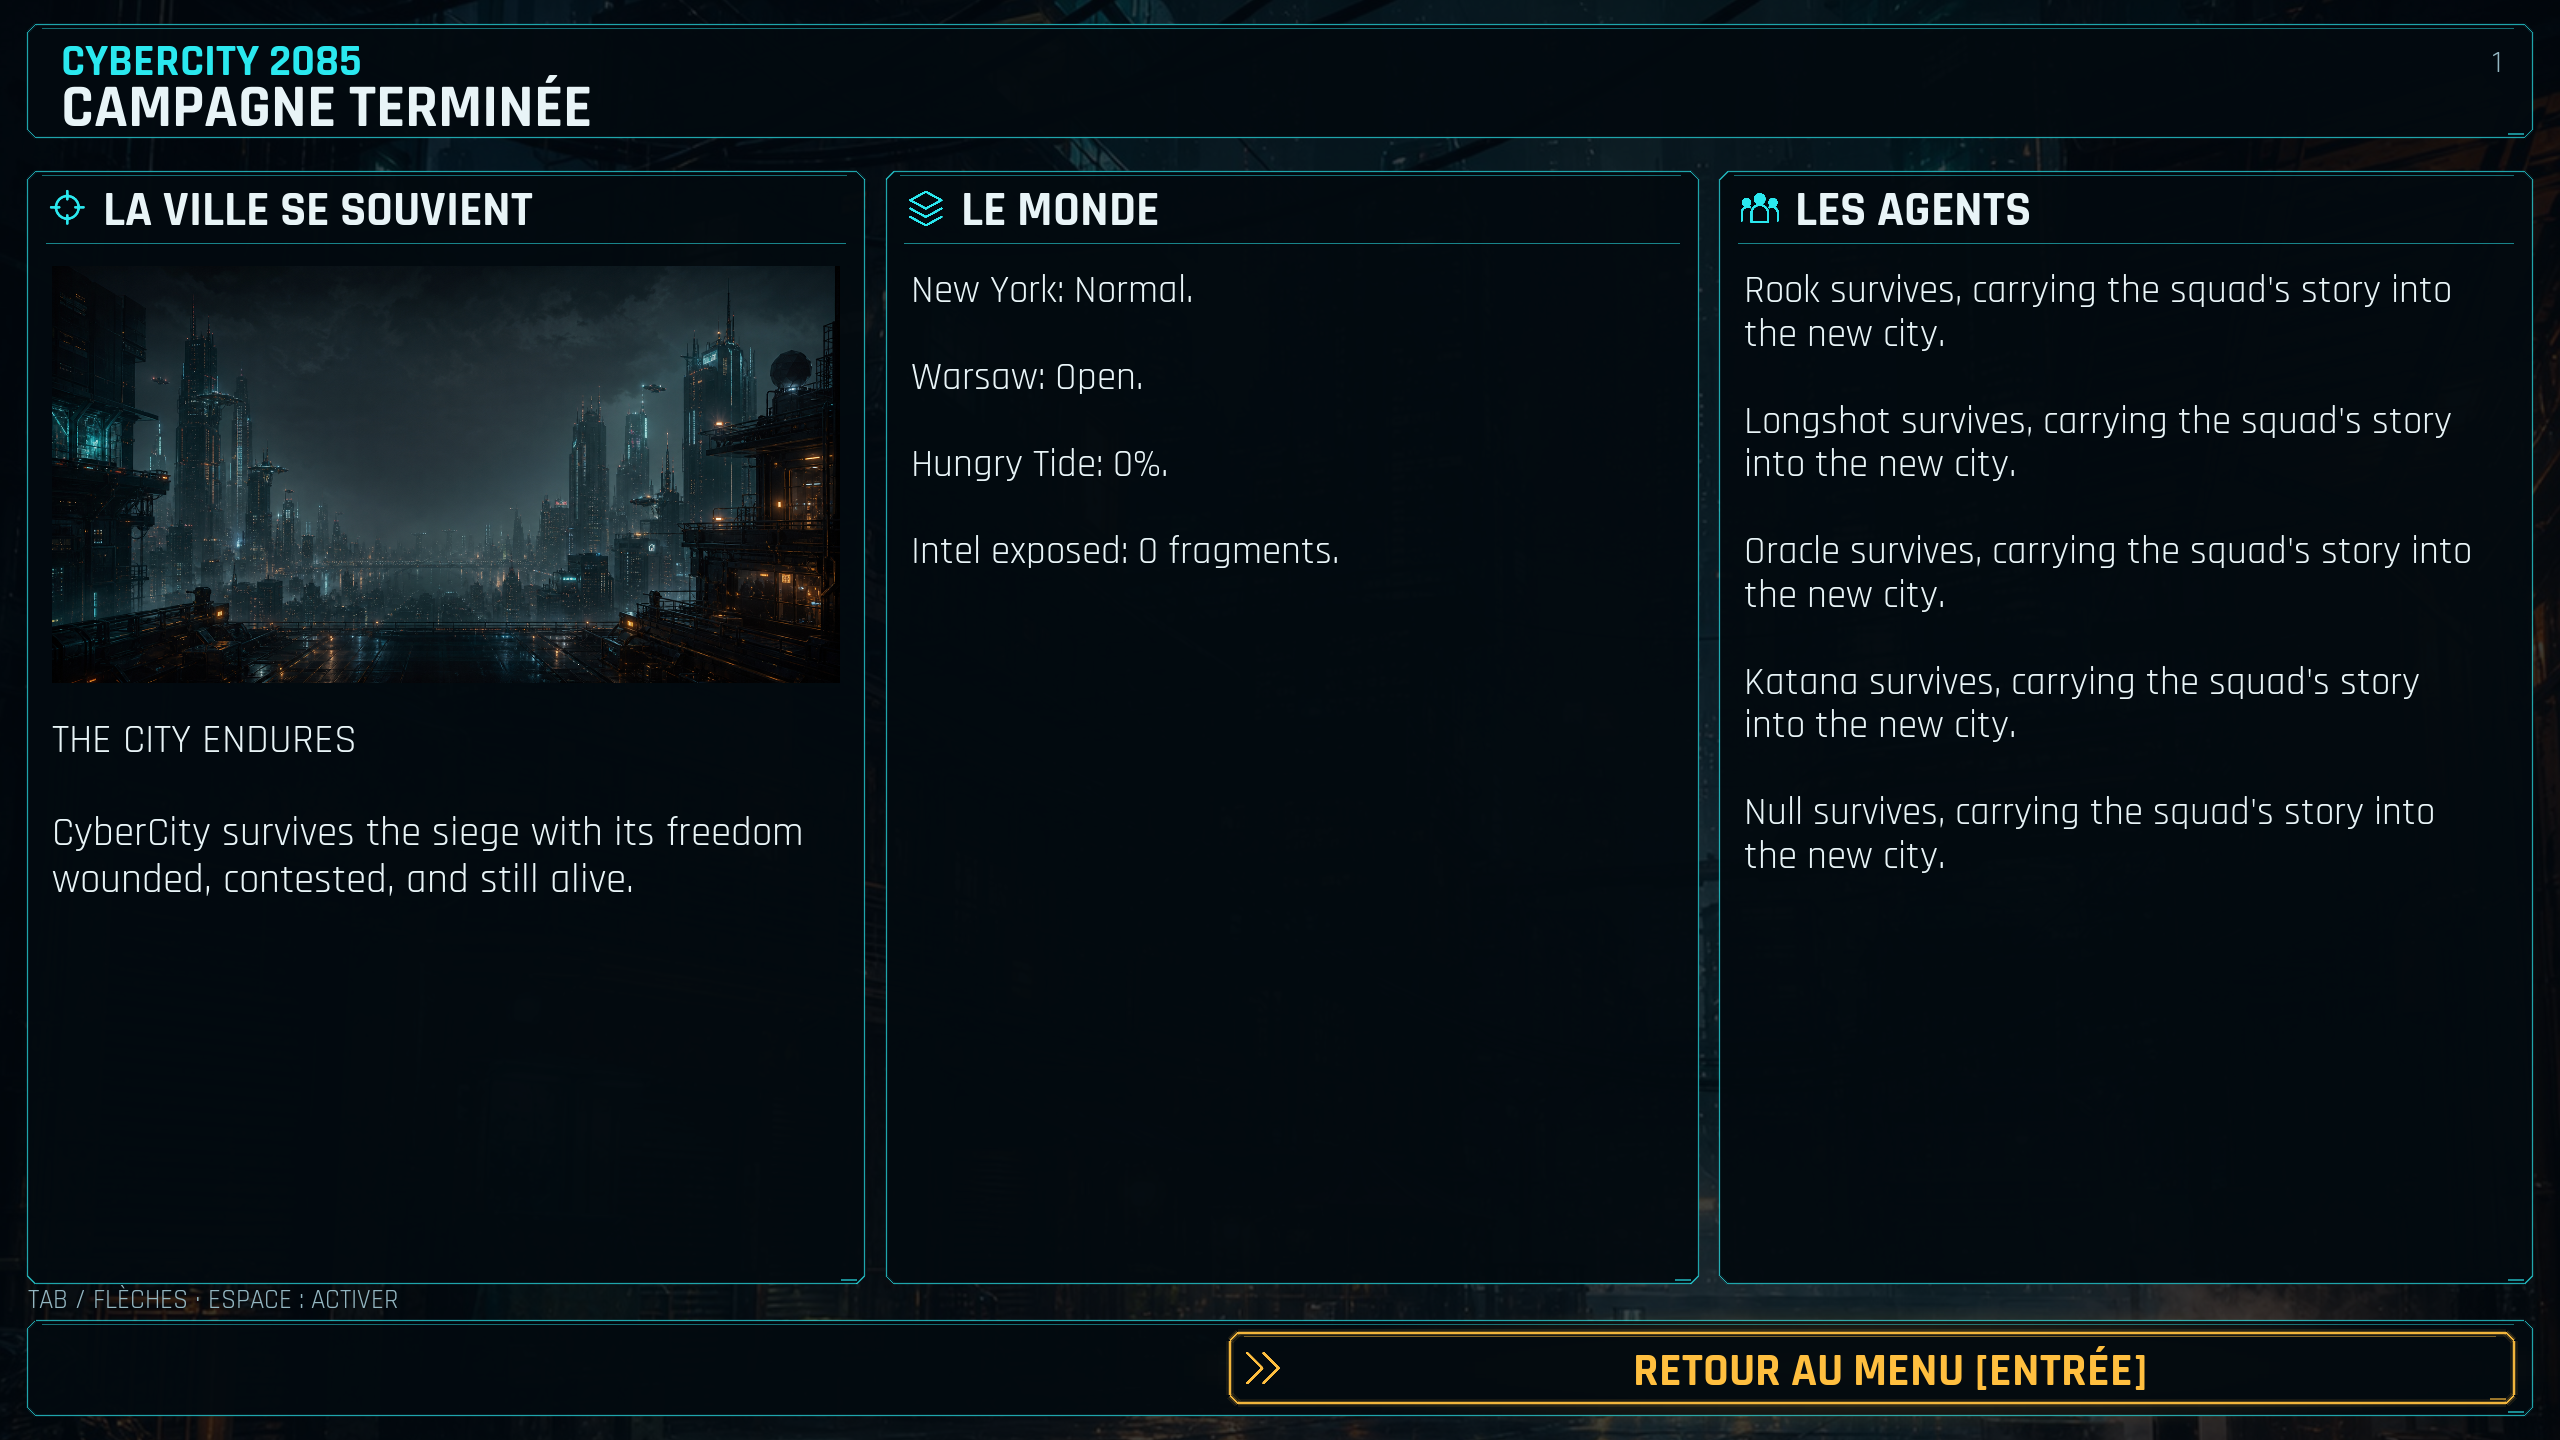 CYBERCITY 2085
CAMPAGNE TERMINÉE
1
LA VILLE SE SOUVIENT
THE CITY ENDURES
CyberCity survives the siege with its freedom
wounded, contested, and still alive.
LE MONDE
New York: Normal.
Warsaw: Open.
Hungry Tide: 0%.
Intel exposed: 0 fragments.
LES AGENTS
Rook survives, carrying the squad's story into
the new city.
Longshot survives, carrying the squad's story
into the new city.
Oracle survives, carrying the squad's story into
the new city.
Katana survives, carrying the squad's story
into the new city.
Null survives, carrying the squad's story into
the new city.
TAB / FLÈCHES · ESPACE : ACTIVER
RETOUR AU MENU [ENTRÉE]